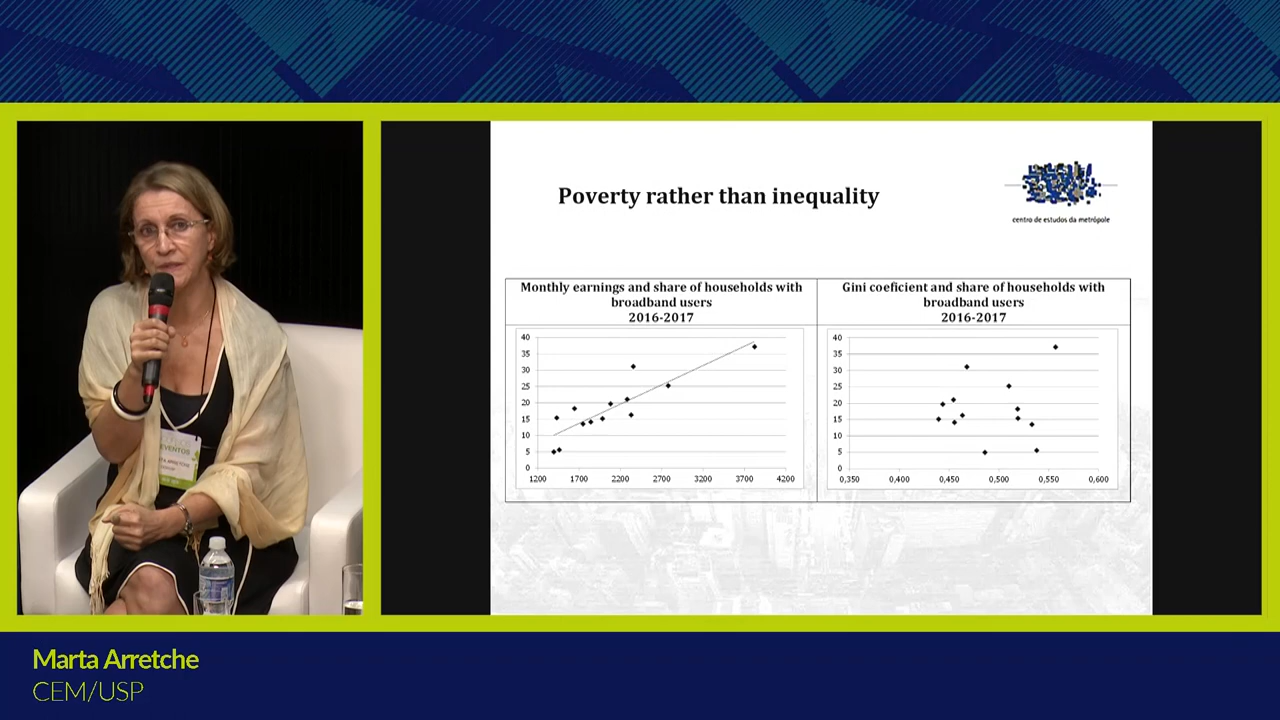 Poverty rather than inequality
centro de estudos da metrópole
Monthly earnings and share of households with
broadband users
2016-2017
40
35
30
25
20
15
10
5
0
1200 1700 2200 2700 3200 3700 4200
Gini coeficient and share of households with
broadband users
2016-2017
40
35
30
25
20
15
10
5
0
0,350 0,400 0,450 0,500 0,550 0,600
EVENTOS
Marta Arretche
CEM/USP